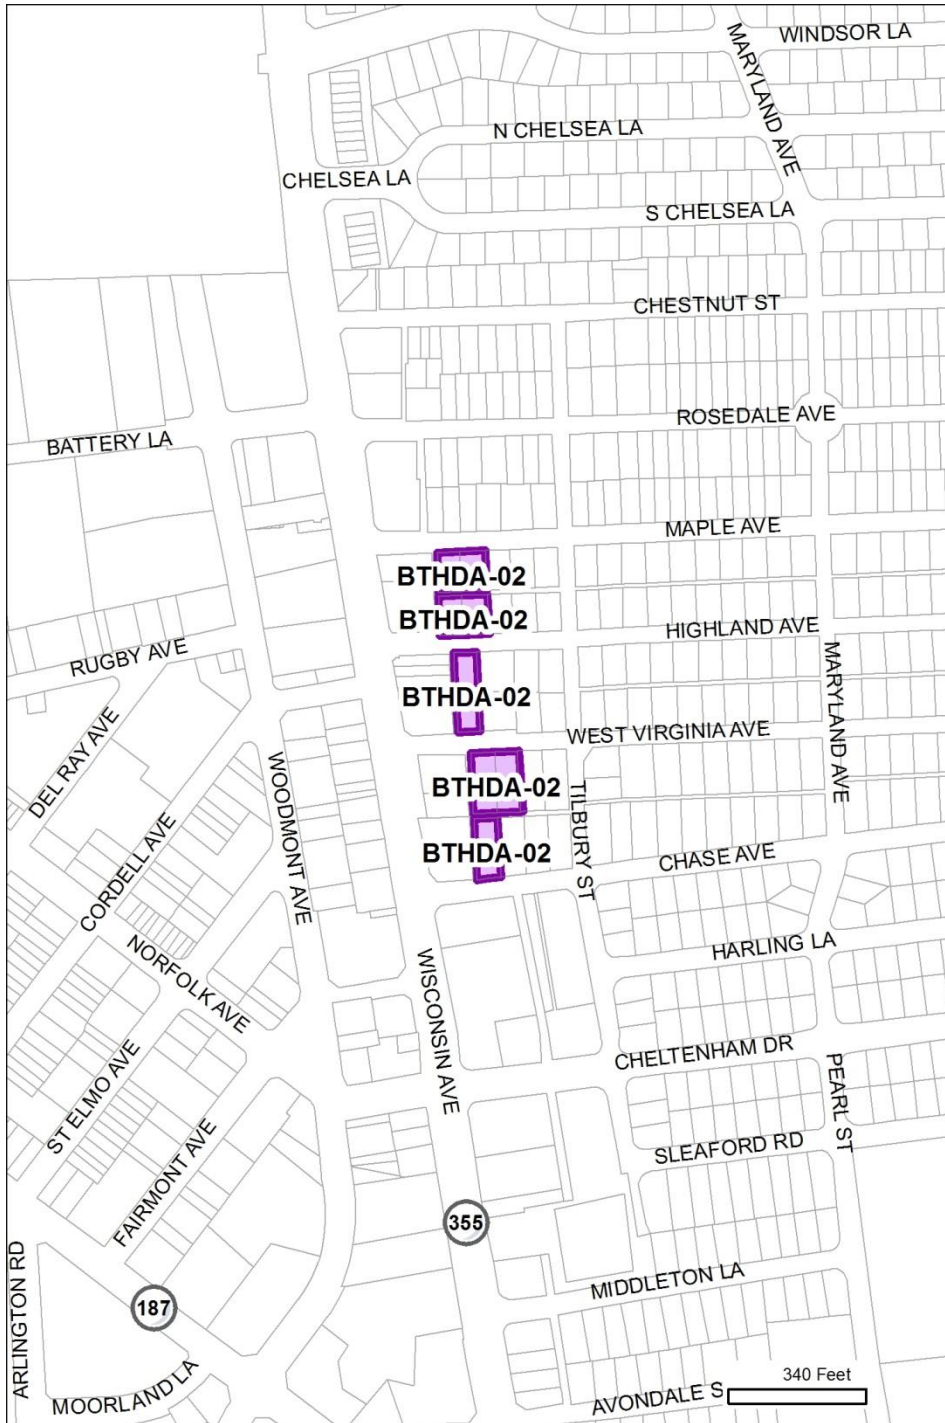 WINDSOR LA
MARYLAND AVE
N CHELSEA LA
CHELSEA LA
S CHELSEA LA
CHESTNUT ST
ROSEDALE AVE
BATTERY LA
MAPLE AVE
BTHDA-02
BTHDA-02
HIGHLAND AVE
RUGBY AVE
MARYLAND AVE
BTHDA-02
WEST VIRGINIA AVE
DEL RAY AVE
WOODMONT AVE
BTHDA-02
TILBURY ST
CORDELL AVE
BTHDA-02
CHASE AVE
NORFOLK AVE
HARLING LA
WISCONSIN AVE
CHELTENHAM DR
PEARL ST
ST ELMO AVE
FAIRMONT AVE
SLEAFORD RD
355
MIDDLETON LA
ARLINGTON RD
187
MOORLAND LA
340 Feet
AVONDALE S